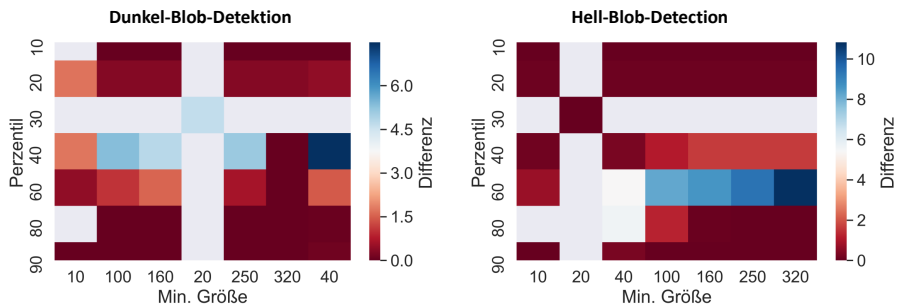 Dunkel-Blob-Detektion
10
20
30
40
60
80
90
Perzentil
10 100 160 20 250 320 40
Min. Größe
6.0
4.5
3.0
1.5
0.0
Differenz
Hell-Blob-Detection
10
20
30
40
60
80
90
Perzentil
10 20 40 100 160 250 320
Min. Größe
10
8
6
4
2
0
Differenz